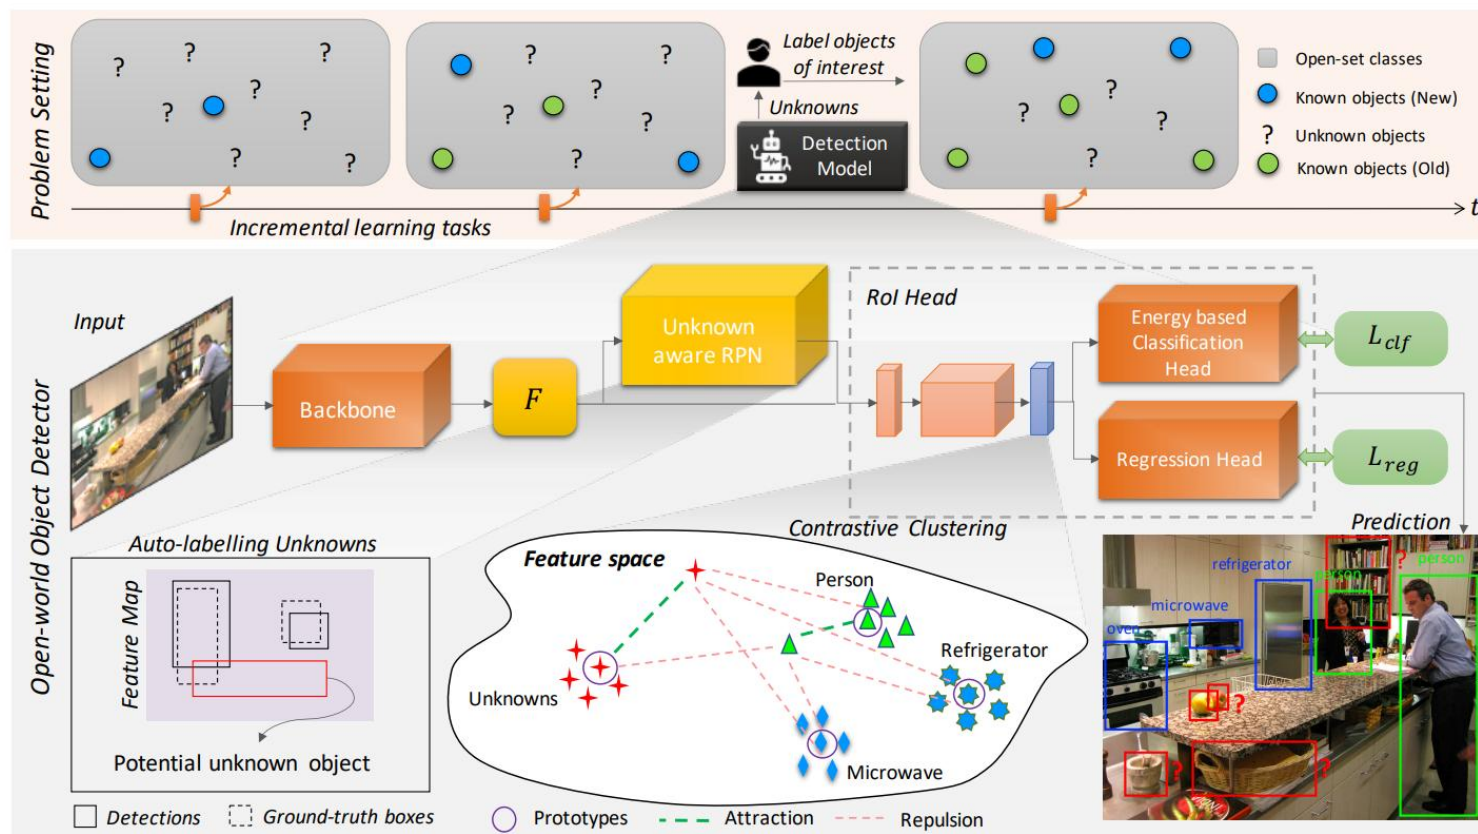 Problem Setting
? ? ?
? ?
? ?
? ?
? ?
? ?
? ?
? ?
Label objects
of interest
Unknowns
Detection
Model
?
? ?
?
Open-set classes
Known objects (New)
? Unknown objects
Known objects (Old)
Incremental learning tasks
t
Open-world Object Detector
Input
Backbone
F
Unknown
aware RPN
RoI Head
Energy based
Classification
Head
L_clf
Regression Head
L_reg
Auto-labelling Unknowns
Feature Map
Potential unknown object
Detections
Ground-truth boxes
Contrastive Clustering
Feature space
Person
Refrigerator
Unknowns
Microwave
Prototypes
Attraction
Repulsion
Prediction
refrigerator
person
? person
microwave
oven
?
?
?